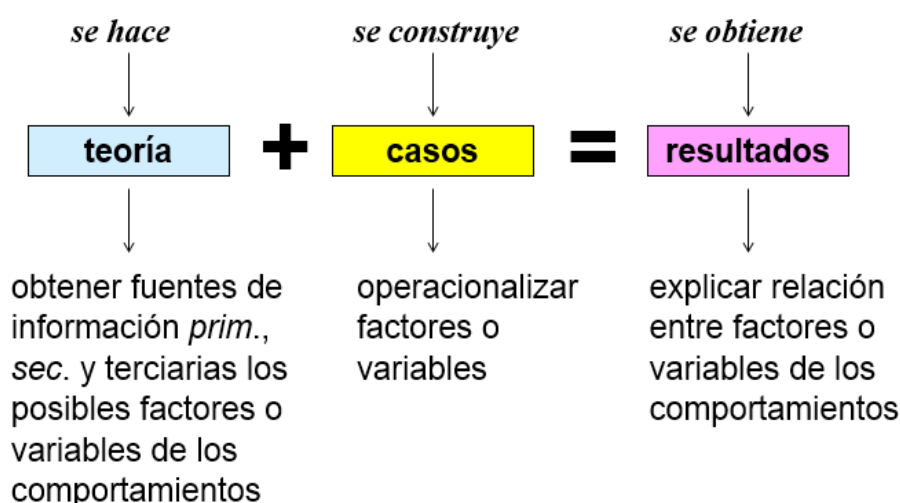 se hace
se construye
se obtiene
teoría
+
casos
=
resultados
obtener fuentes de
información prim.,
sec. y terciarias los
posibles factores o
variables de los
comportamientos
operacionalizar
factores o
variables
explicar relación
entre factores o
variables de los
comportamientos